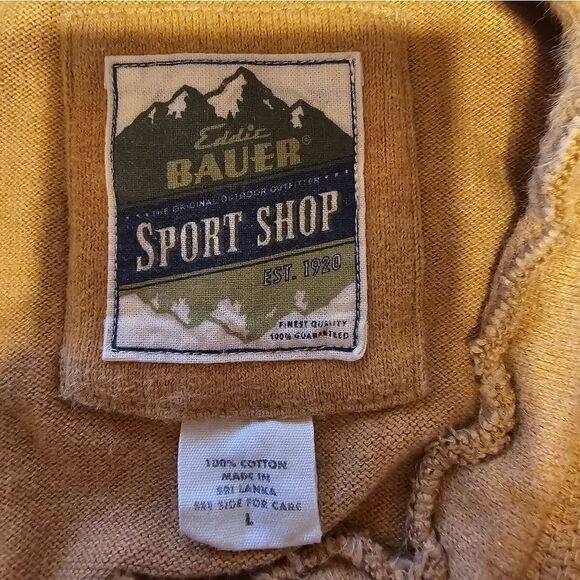 Eddie
BAUER®
THE ORIGINAL OUTDOOR OUTFITTER
SPORT SHOP
EST. 1920
FINEST QUALITY
100% GUARANTEED
100% COTTON
MADE IN
SRI LANKA
SEE SIDE FOR CARE
L